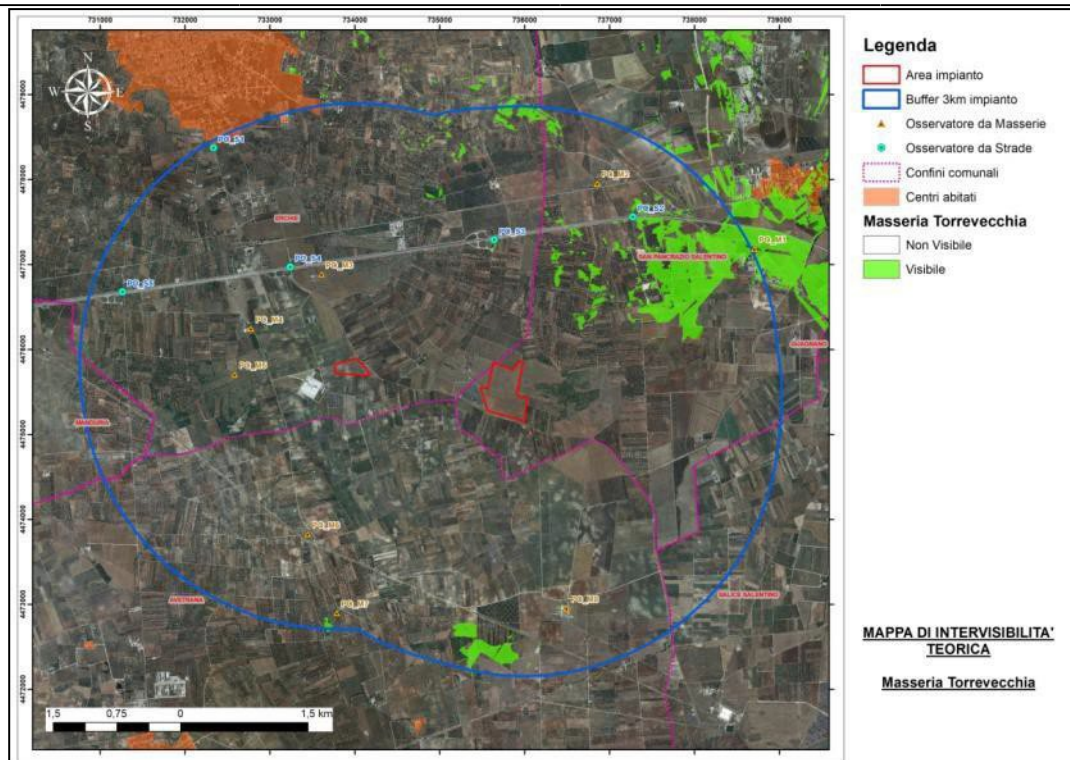 731000 732000 733000 734000 735000 736000 737000 738000 739000
4479000
4478000
4477000
4476000
4475000
4474000
4473000
4472000
N
W E
S
PO_S1
PO_M2
ERCHIE
PO_S2
PO_S3
PO_M1
SAN PANCRAZIO SALENTINO
PO_S4
PO_M3
PO_S5
PO_M4
GUAGNANO
PO_M5
MANDURIA
PO_M6
AVETRANA
PO_M7
PO_M8
SALICE SALENTINO
1,5 0,75 0 1,5 km
Legenda
Area impianto
Buffer 3km impianto
Osservatore da Masserie
Osservatore da Strade
Confini comunali
Centri abitati
Masseria Torrevecchia
Non Visibile
Visibile
MAPPA DI INTERVISIBILITA'
TEORICA
Masseria Torrevecchia